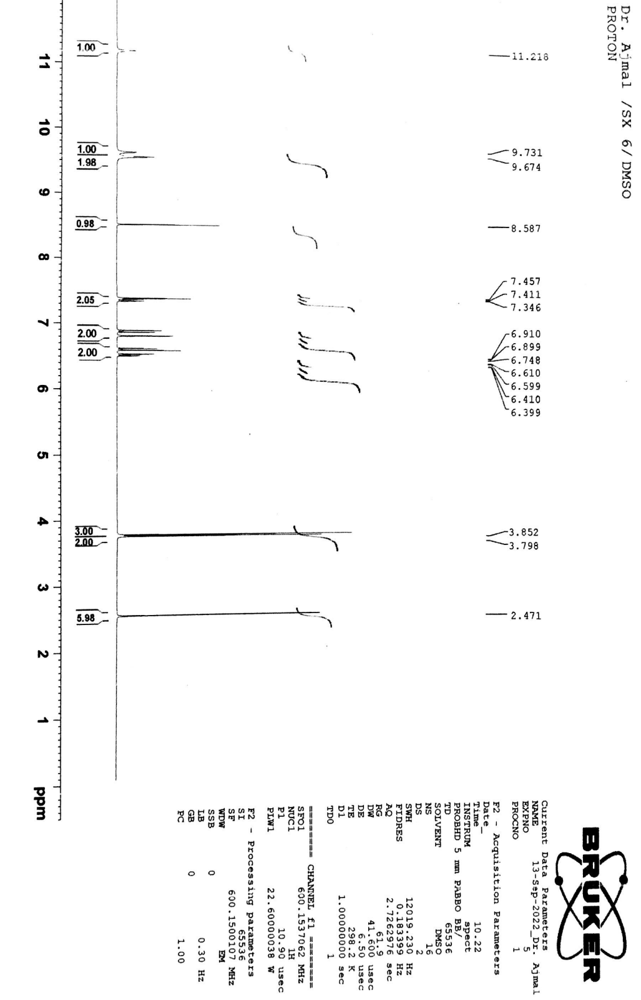 Dr. Ajmal /SX 6/ DMSO
PROTON
11.218
9.731
9.674
8.587
7.457
7.411
7.346
6.910
6.899
6.748
6.610
6.599
6.410
6.399
3.852
3.798
2.471
1.00
1.00
1.98
0.98
2.05
2.00
2.00
3.00
2.00
5.98
11
10
9
8
7
6
5
4
3
2
1
ppm
BRUKER
Current Data Parameters
NAME 13-Sep-2022_Dr. Ajmal
EXPNO 5
PROCNO 1
F2 - Acquisition Parameters
Date_
Time 10.22
INSTRUM spect
PROBHD 5 mm PABBO BB/
TD 65536
SOLVENT DMSO
NS 16
DS 2
SWH 12019.230 Hz
FIDRES 0.183399 Hz
AQ 2.7262976 sec
RG 61.9
DW 41.600 usec
DE 6.50 usec
TE 298.2 K
D1 1.00000000 sec
TD0 1
======== CHANNEL f1 ========
SFO1 600.1537062 MHz
NUC1 1H
P1 10.90 usec
PLW1 22.60000038 W
F2 - Processing parameters
SI 65536
SF 600.1500107 MHz
WDW EM
SSB 0
LB 0.30 Hz
GB 0
PC 1.00